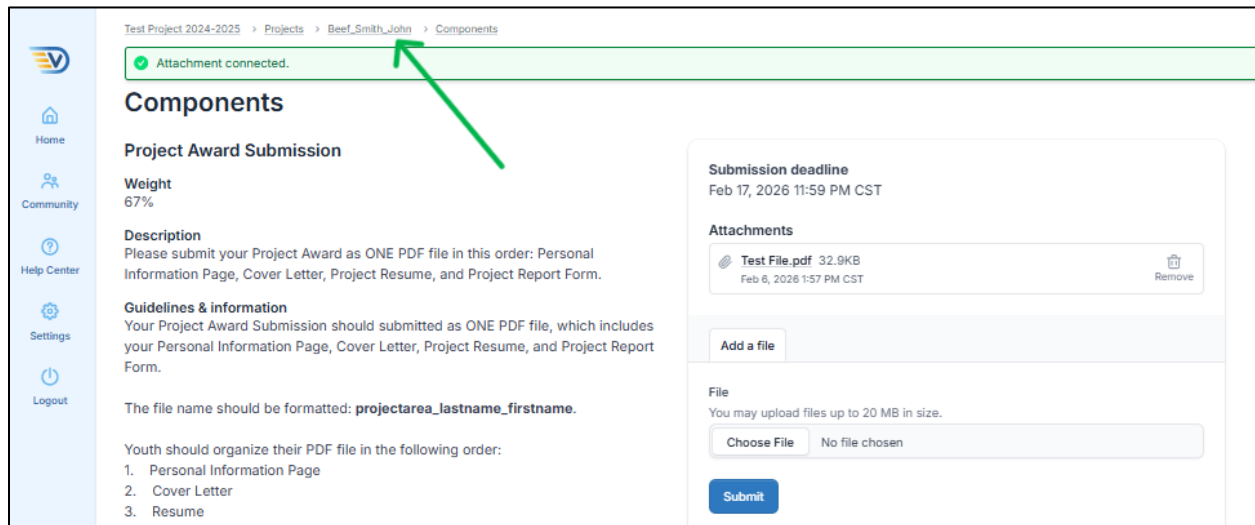 Test Project 2024-2025 > Projects > Beef_Smith_John > Components
Attachment connected.
Components
Home
Community
Help Center
Settings
Logout
Project Award Submission
Weight
67%
Description
Please submit your Project Award as ONE PDF file in this order: Personal
Information Page, Cover Letter, Project Resume, and Project Report Form.
Guidelines & information
Your Project Award Submission should submitted as ONE PDF file, which includes
your Personal Information Page, Cover Letter, Project Resume, and Project Report
Form.
The file name should be formatted: projectarea_lastname_firstname.
Youth should organize their PDF file in the following order:
1. Personal Information Page
2. Cover Letter
3. Resume
Submission deadline
Feb 17, 2026 11:59 PM CST
Attachments
Test File.pdf 32.9KB
Feb 6, 2026 1:57 PM CST
Remove
Add a file
File
You may upload files up to 20 MB in size.
Choose File No file chosen
Submit